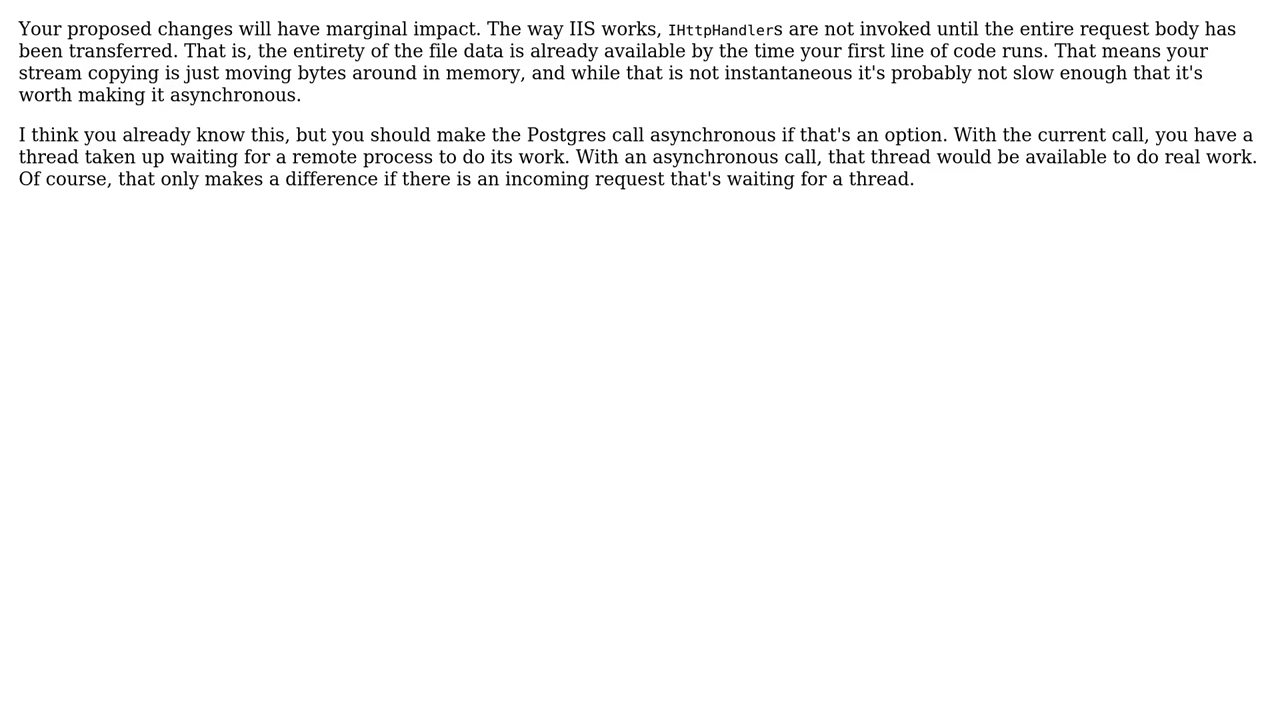 Your proposed changes will have marginal impact. The way IIS works, IHttpHandlers are not invoked until the entire request body has
been transferred. That is, the entirety of the file data is already available by the time your first line of code runs. That means your
stream copying is just moving bytes around in memory, and while that is not instantaneous it's probably not slow enough that it's
worth making it asynchronous.
I think you already know this, but you should make the Postgres call asynchronous if that's an option. With the current call, you have a
thread taken up waiting for a remote process to do its work. With an asynchronous call, that thread would be available to do real work.
Of course, that only makes a difference if there is an incoming request that's waiting for a thread.